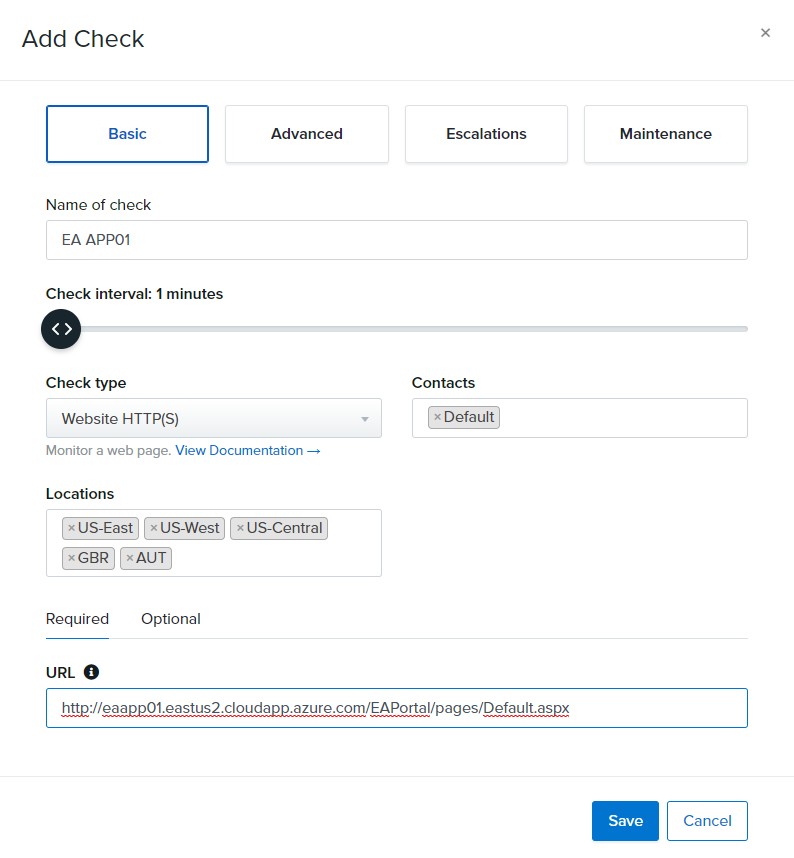 Add Check
×
Basic
Advanced
Escalations
Maintenance
Name of check
EA APP01
Check interval: 1 minutes
Check type
Contacts
Website HTTP(S)
×Default
Monitor a web page. View Documentation →
Locations
×US-East ×US-West ×US-Central
×GBR ×AUT
Required
Optional
URL
http://eaapp01.eastus2.cloudapp.azure.com/EAPortal/pages/Default.aspx
Save
Cancel